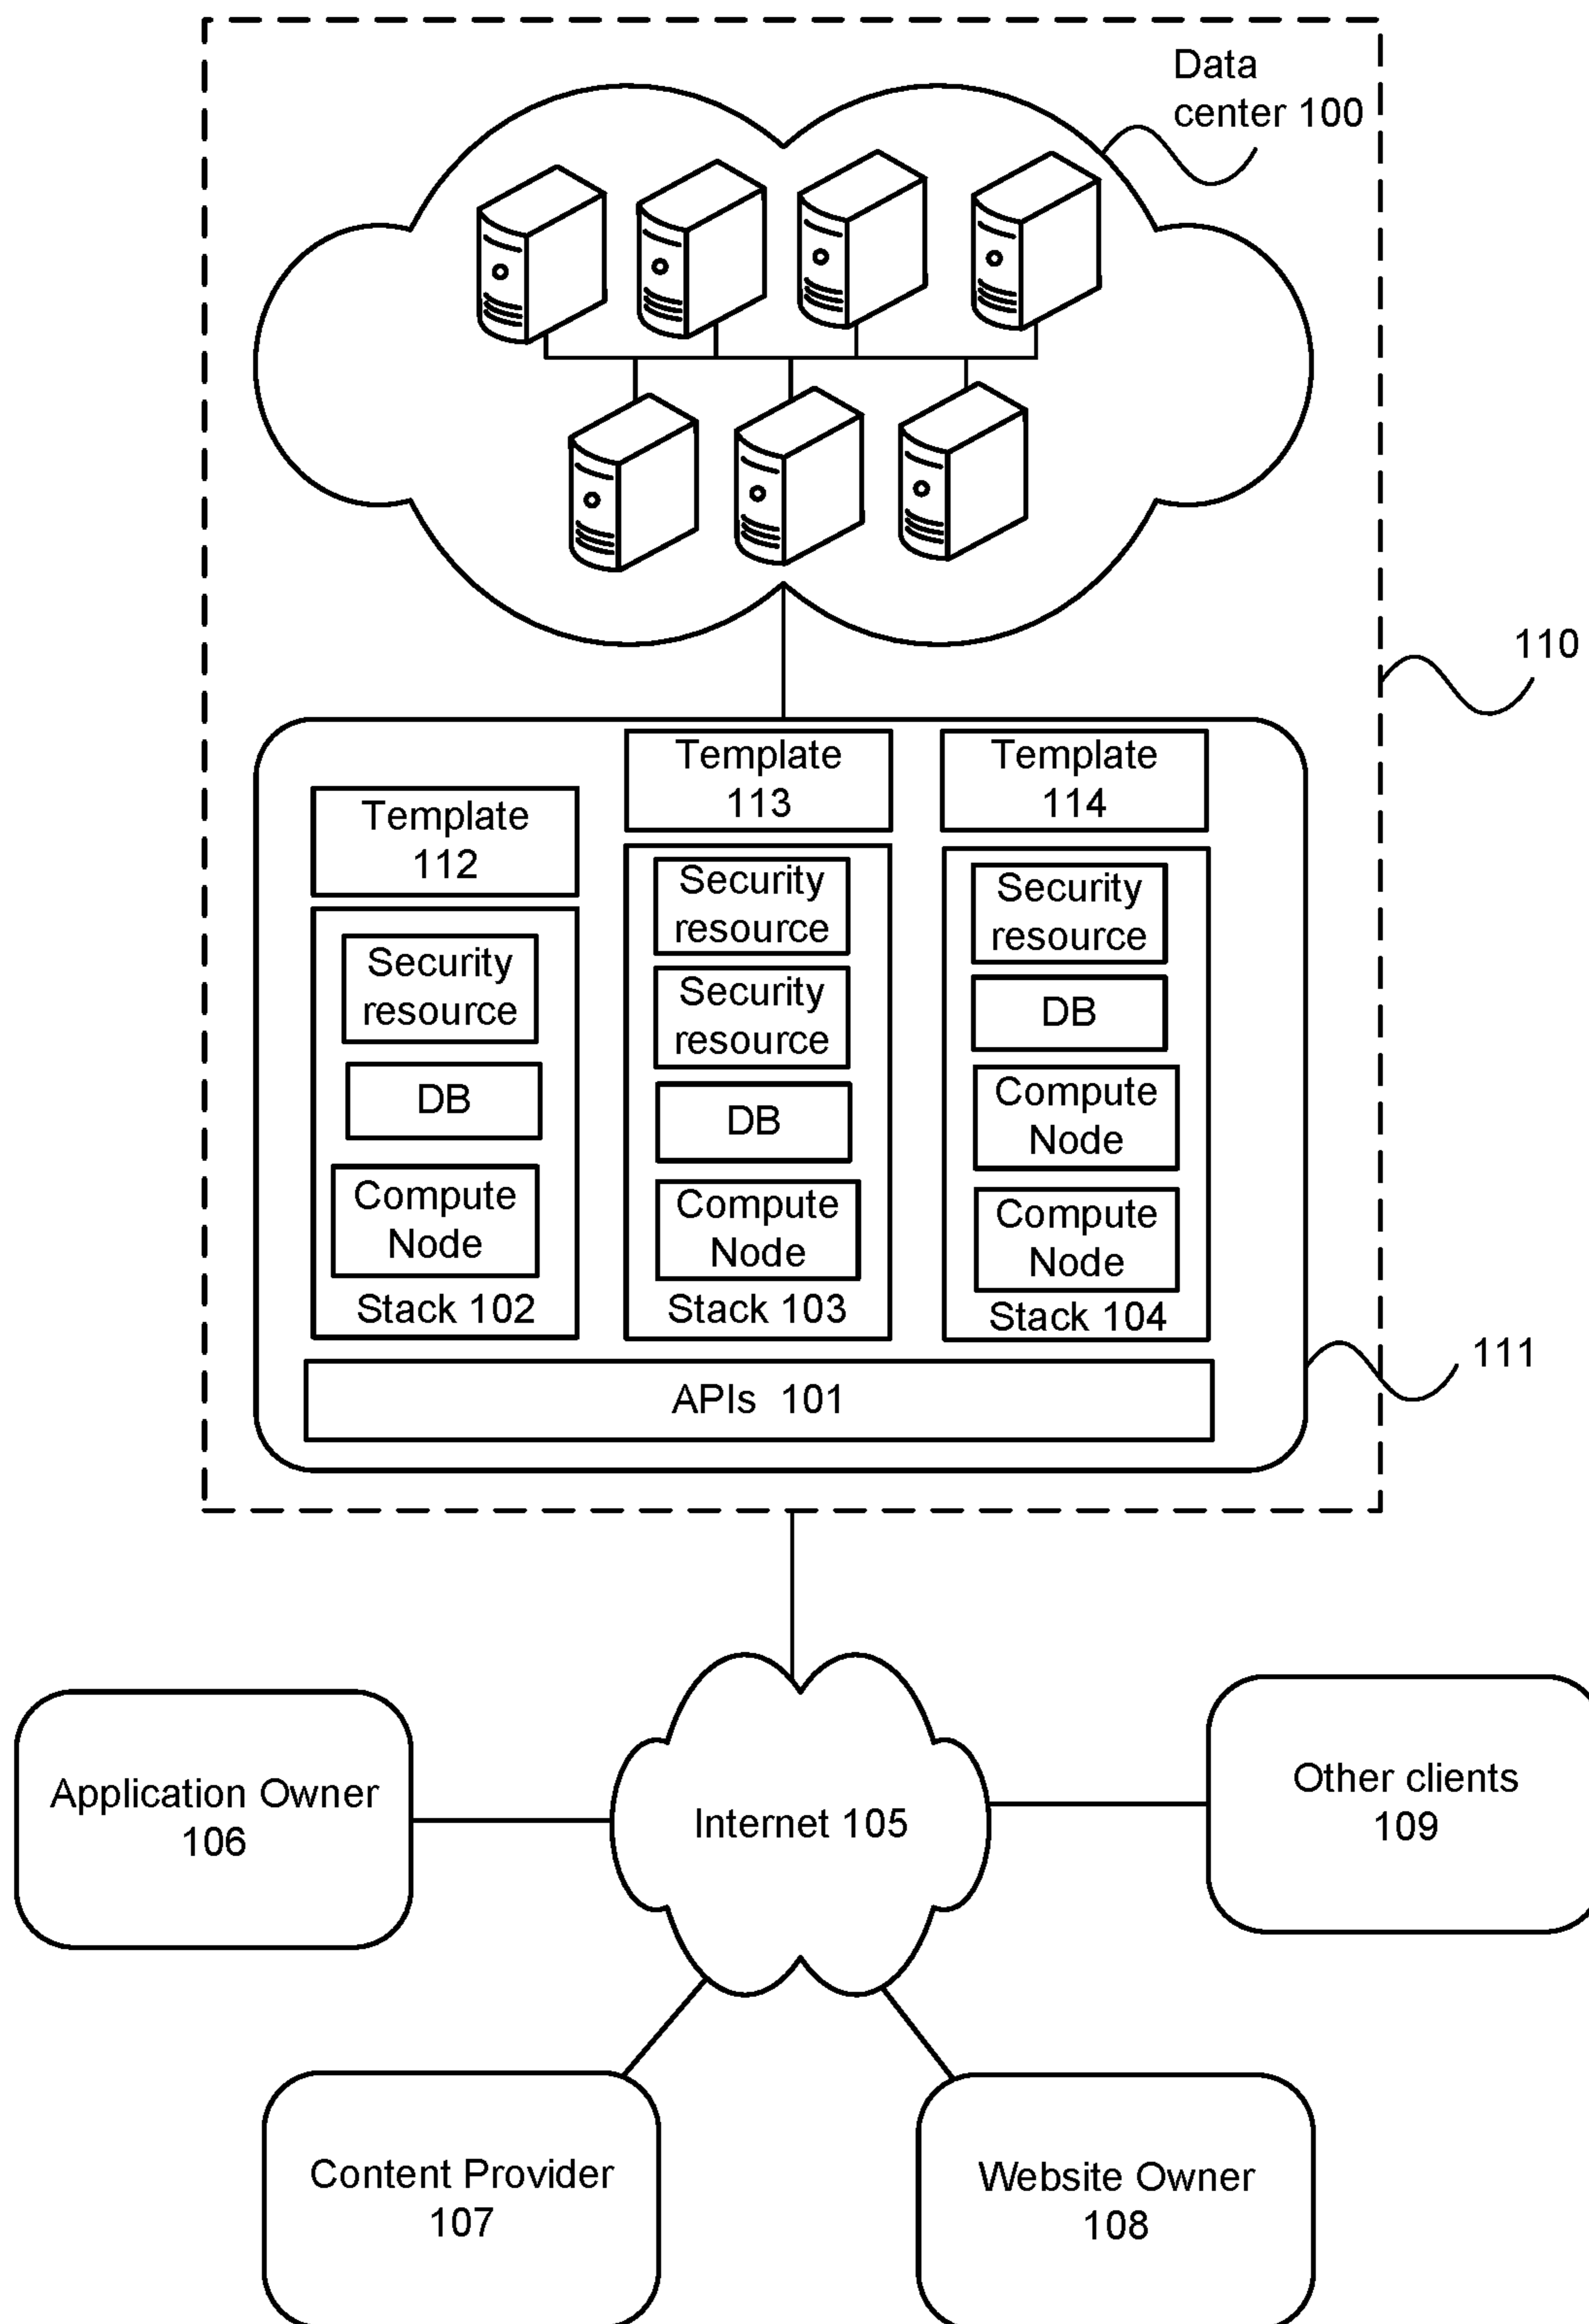 Data
center 100
110
Template
112
Template
113
Template
114
Security
resource
DB
Compute
Node
Stack 102
Security
resource
Security
resource
DB
Compute
Node
Stack 103
Security
resource
DB
Compute
Node
Compute
Node
Stack 104
111
APIs 101
Application Owner
106
Internet 105
Other clients
109
Content Provider
107
Website Owner
108